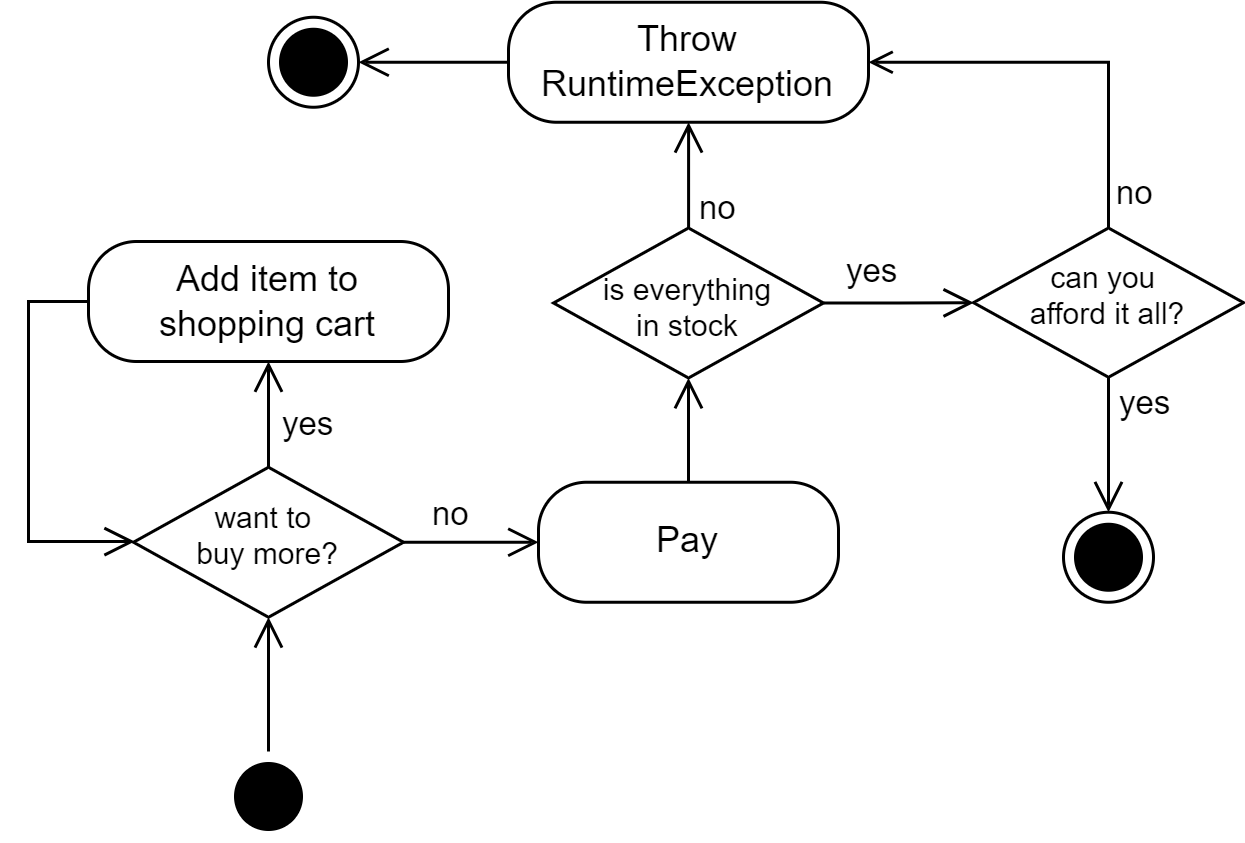 Throw
RuntimeException
no
no
Add item to
shopping cart
yes
is everything
in stock
can you
afford it all?
yes
yes
want to
buy more?
no
Pay